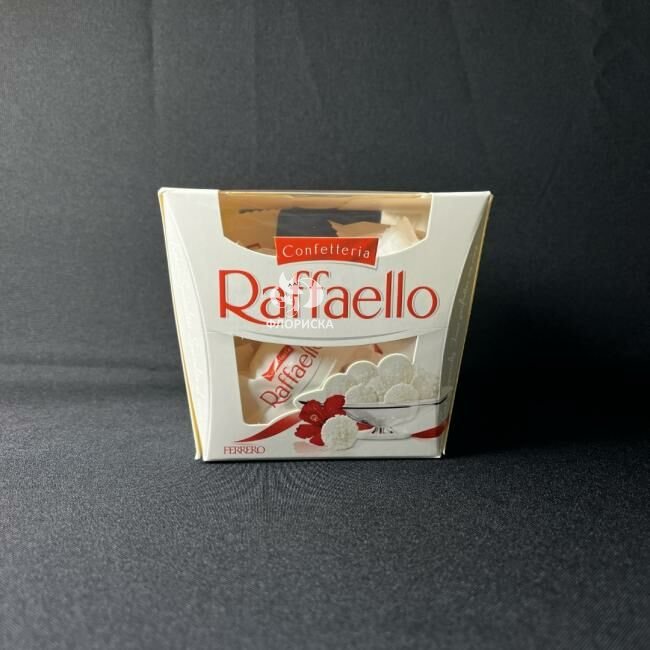 Confetteria
Raffaello
ФЛОРИСКА
Raffaello
FERRERO